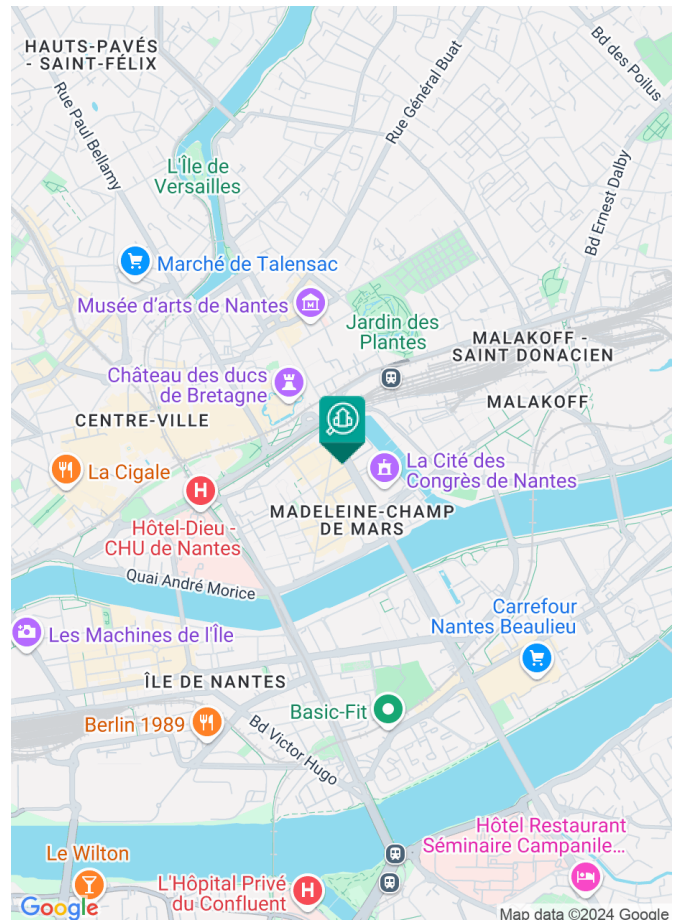 HAUTS-PAVÉS
- SAINT-FÉLIX
Bd des Poilus
Rue Général Buat
Rue Paul Bellamy
L'Île de
Versailles
Bd Ernest Dalby
Marché de Talensac
Musée d'arts de Nantes
Jardin des
Plantes
MALAKOFF -
SAINT DONACIEN
Château des ducs
de Bretagne
MALAKOFF
CENTRE-VILLE
La Cigale
La Cité des
Congrès de Nantes
H
MADELEINE-CHAMP
DE MARS
Hôtel-Dieu -
CHU de Nantes
Quai André Morice
Carrefour
Nantes Beaulieu
Les Machines de l'Île
ÎLE DE NANTES
Basic-Fit
Berlin 1989
Bd Victor Hugo
Hôtel Restaurant
Séminaire Campanile...
Le Wilton
L'Hôpital Privé
du Confluent
H
Google
Map data ©2024 Google